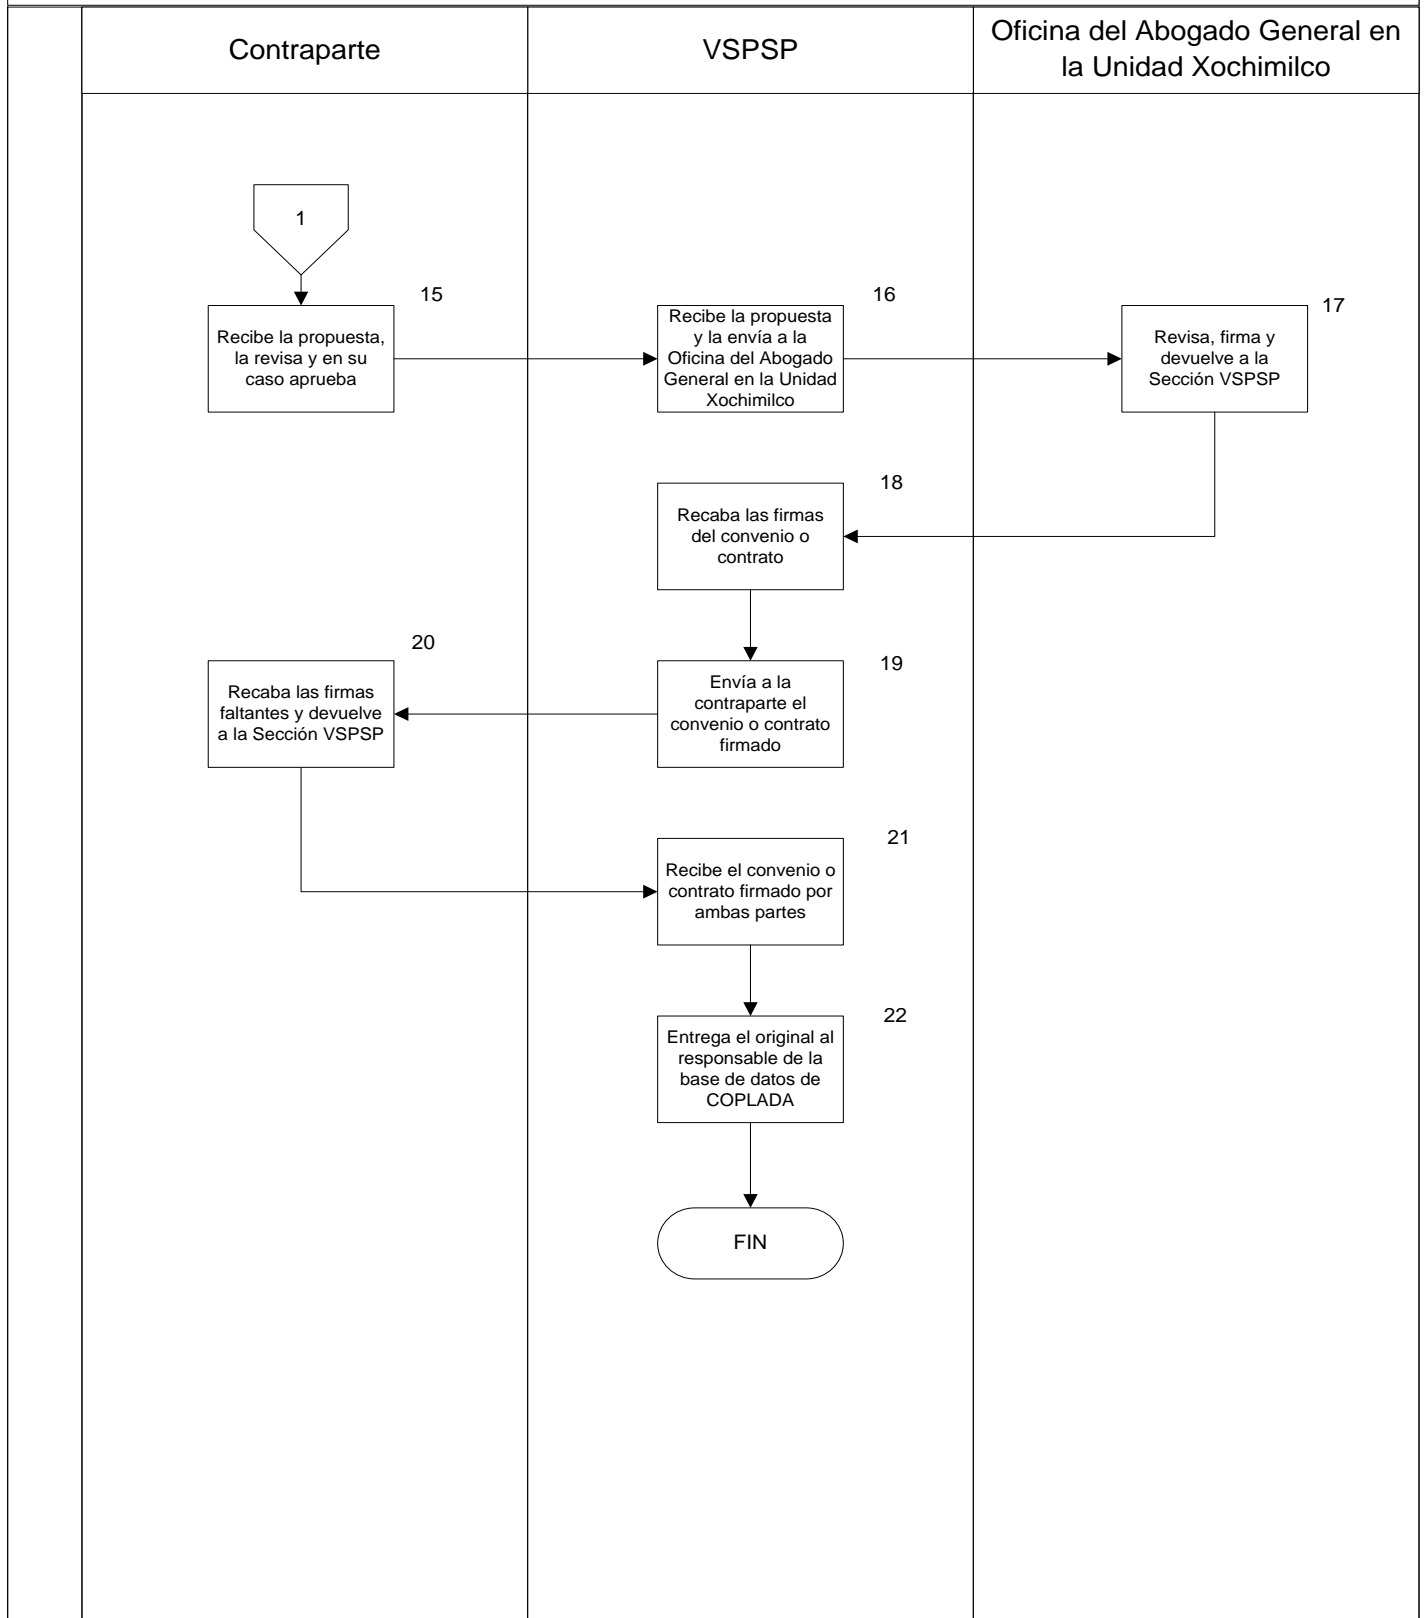 Contraparte
VSPSP
Oficina del Abogado General en
la Unidad Xochimilco
1
15
Recibe la propuesta,
la revisa y en su
caso aprueba
16
Recibe la propuesta
y la envía a la
Oficina del Abogado
General en la Unidad
Xochimilco
17
Revisa, firma y
devuelve a la
Sección VSPSP
18
Recaba las firmas
del convenio o
contrato
19
Envía a la
contraparte el
convenio o contrato
firmado
20
Recaba las firmas
faltantes y devuelve
a la Sección VSPSP
21
Recibe el convenio o
contrato firmado por
ambas partes
22
Entrega el original al
responsable de la
base de datos de
COPLADA
FIN